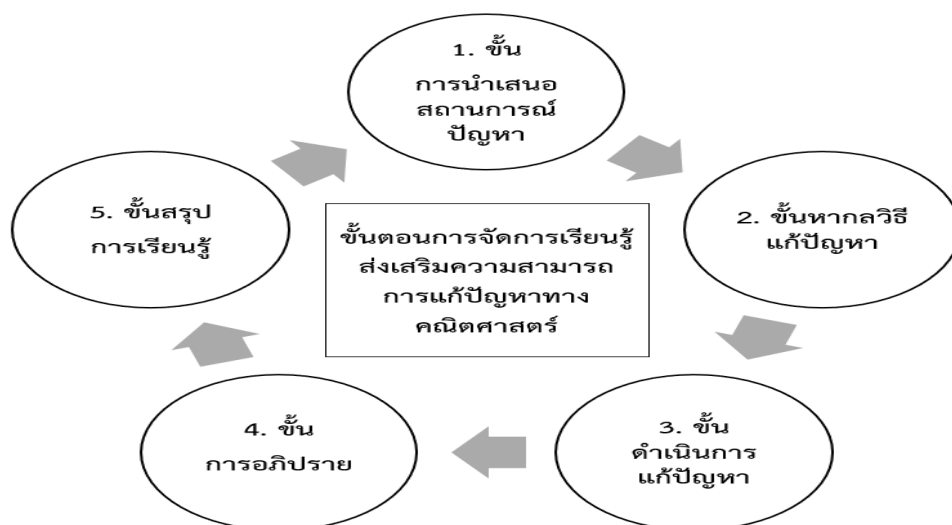 1. ขั้น
การนำเสนอ
สถานการณ์
ปัญหา
2. ขั้นหากลวิธี
แก้ปัญหา
3. ขั้น
ดำเนินการ
แก้ปัญหา
4. ขั้น
การอภิปราย
5. ขั้นสรุป
การเรียนรู้
ขั้นตอนการจัดการเรียนรู้
ส่งเสริมความสามารถ
การแก้ปัญหาทาง
คณิตศาสตร์